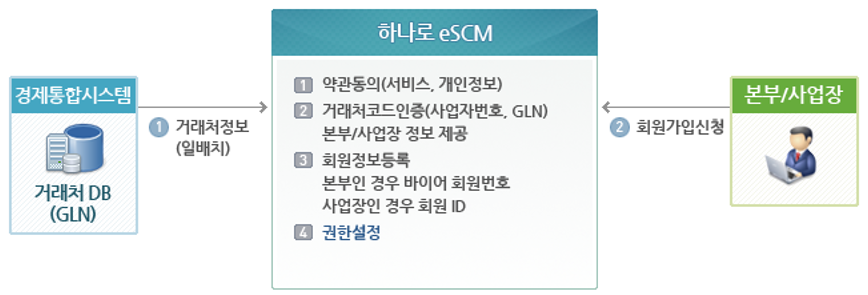 하나로 eSCM
경제통합시스템
거래처 DB
(GLN)
1 거래처정보
(일배치)
1 약관동의(서비스, 개인정보)
2 거래처코드인증(사업자번호, GLN)
본부/사업장 정보 제공
3 회원정보등록
본부인 경우 바이어 회원번호
사업장인 경우 회원 ID
4 권한설정
2 회원가입신청
본부/사업장